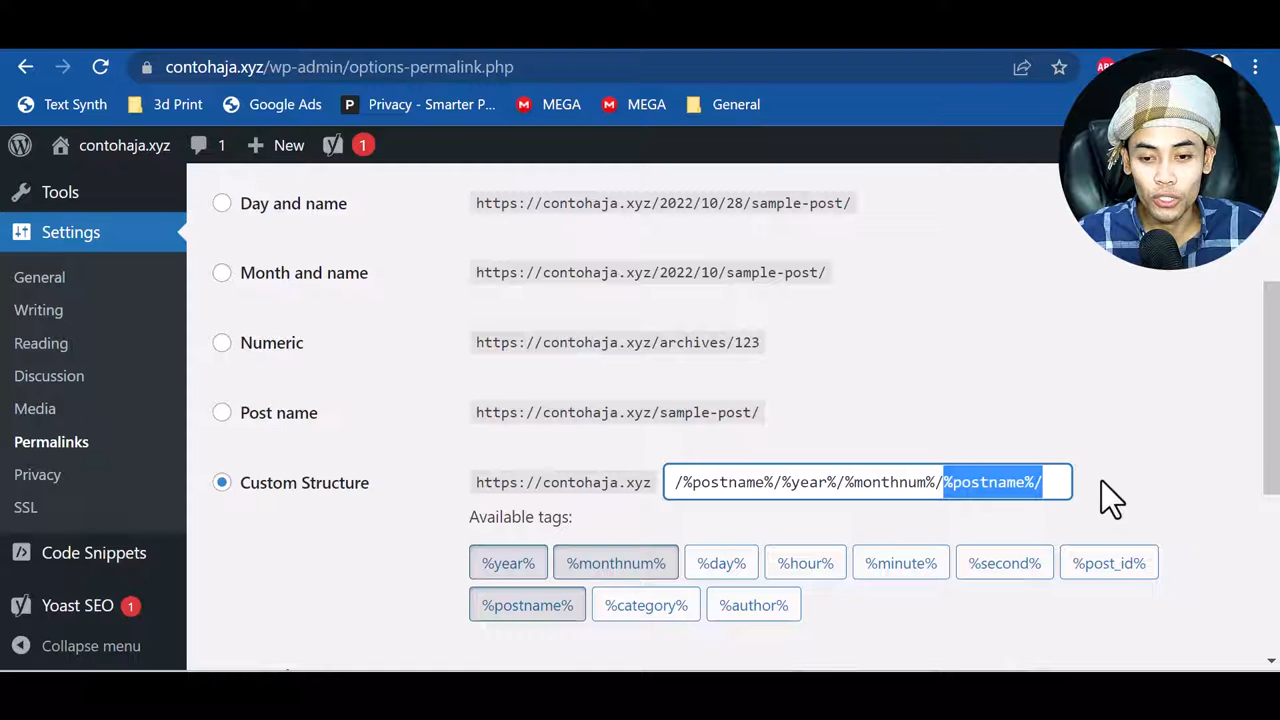 contohaja.xyz/wp-admin/options-permalink.php
Text Synth 3d Print Google Ads P Privacy - Smarter P... M MEGA M MEGA General
contohaja.xyz 1 + New 1
Tools
Settings
General
Writing
Reading
Discussion
Media
Permalinks
Privacy
SSL
Code Snippets
Yoast SEO 1
Collapse menu
Day and name https://contohaja.xyz/2022/10/28/sample-post/
Month and name https://contohaja.xyz/2022/10/sample-post/
Numeric https://contohaja.xyz/archives/123
Post name https://contohaja.xyz/sample-post/
Custom Structure https://contohaja.xyz /%postname%/%year%/%monthnum%/%postname%/
Available tags:
%year% %monthnum% %day% %hour% %minute% %second% %post_id%
%postname% %category% %author%